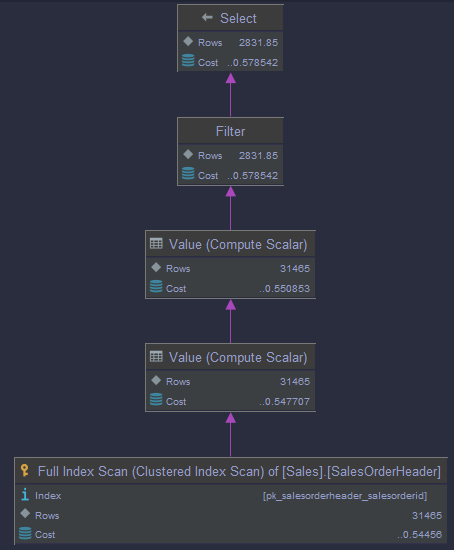 Select
Rows 2831.85
Cost ..0.578542
Filter
Rows 2831.85
Cost ..0.578542
Value (Compute Scalar)
Rows 31465
Cost ..0.550853
Value (Compute Scalar)
Rows 31465
Cost ..0.547707
Full Index Scan (Clustered Index Scan) of [Sales].[SalesOrderHeader]
Index [pk_salesorderheader_salesorderid]
Rows 31465
Cost ..0.54456